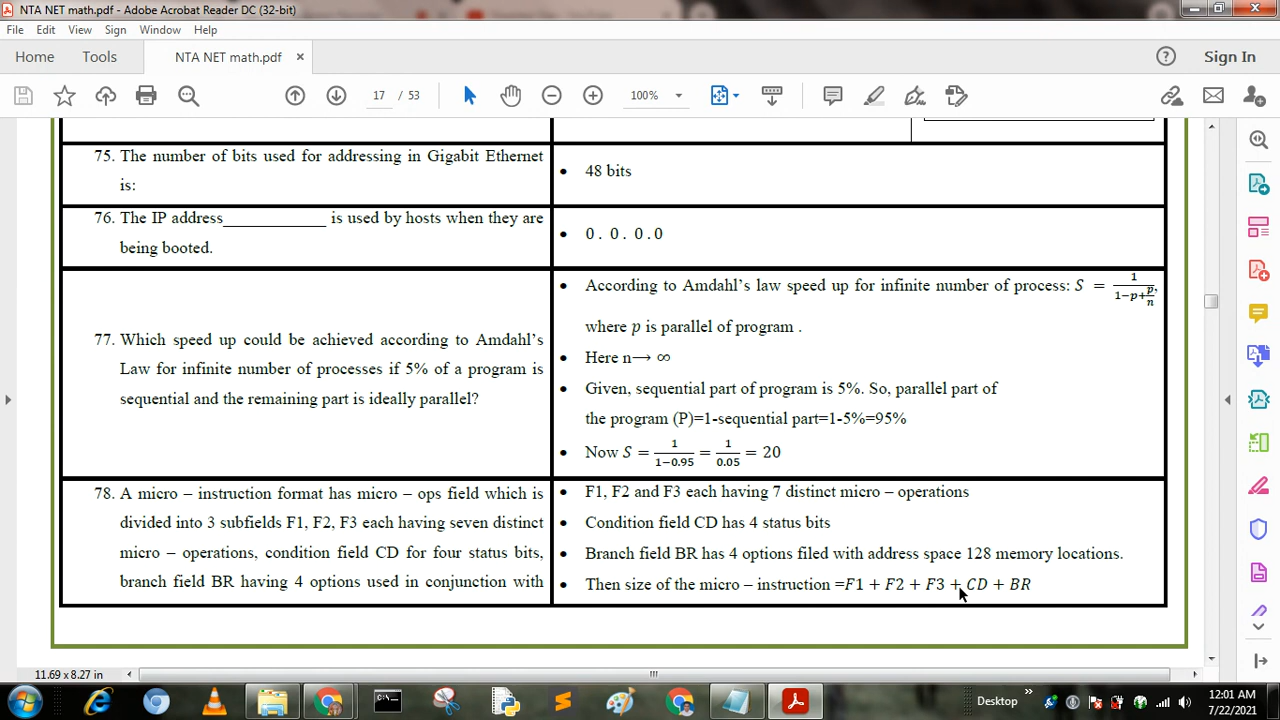 NTA NET math.pdf - Adobe Acrobat Reader DC (32-bit)
File Edit View Sign Window Help
Home Tools NTA NET math.pdf × Sign In
17 / 53 100%
75. The number of bits used for addressing in Gigabit Ethernet
is:
• 48 bits
76. The IP address____________ is used by hosts when they are
being booted.
• 0 . 0 . 0 .0
77. Which speed up could be achieved according to Amdahl's
Law for infinite number of processes if 5% of a program is
sequential and the remaining part is ideally parallel?
• According to Amdahl's law speed up for infinite number of process: S = 1/(1−p+p/n),
where p is parallel of program .
• Here n→ ∞
• Given, sequential part of program is 5%. So, parallel part of
the program (P)=1-sequential part=1-5%=95%
• Now S = 1/(1−0.95) = 1/0.05 = 20
78. A micro – instruction format has micro – ops field which is
divided into 3 subfields F1, F2, F3 each having seven distinct
micro – operations, condition field CD for four status bits,
branch field BR having 4 options used in conjunction with
• F1, F2 and F3 each having 7 distinct micro – operations
• Condition field CD has 4 status bits
• Branch field BR has 4 options filed with address space 128 memory locations.
• Then size of the micro – instruction =F1 + F2 + F3 + CD + BR
11.69 x 8.27 in
Desktop
12:01 AM
7/22/2021